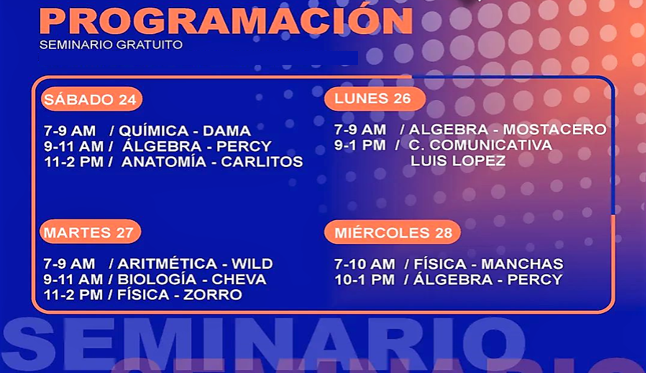 PROGRAMACIÓN
SEMINARIO GRATUITO
SÁBADO 24
7-9 AM / QUÍMICA - DAMA
9-11 AM / ÁLGEBRA - PERCY
11-2 PM / ANATOMÍA - CARLITOS
LUNES 26
7-9 AM / ALGEBRA - MOSTACERO
9-1 PM / C. COMUNICATIVA
LUIS LOPEZ
MARTES 27
7-9 AM / ARITMÉTICA - WILD
9-11 AM / BIOLOGÍA - CHEVA
11-2 PM / FÍSICA - ZORRO
MIÉRCOLES 28
7-10 AM / FÍSICA - MANCHAS
10-1 PM / ÁLGEBRA - PERCY
SEMINARIO
SEMINARIO